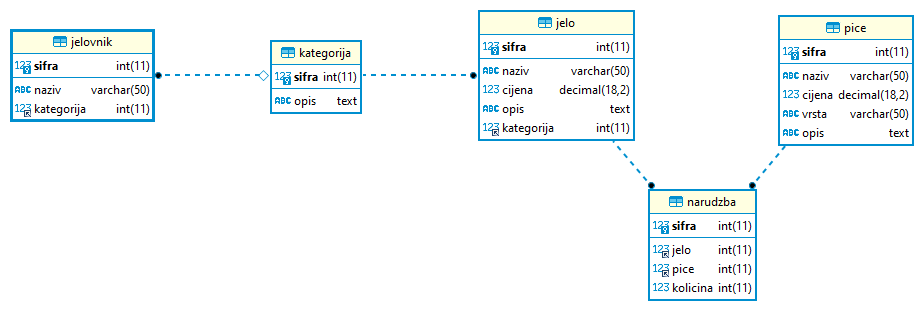 jelovnik
123 sifra int(11)
ABC naziv varchar(50)
123 kategorija int(11)
kategorija
123 sifra int(11)
ABC opis text
jelo
123 sifra int(11)
ABC naziv varchar(50)
123 cijena decimal(18,2)
ABC opis text
123 kategorija int(11)
pice
123 sifra int(11)
ABC naziv varchar(50)
123 cijena decimal(18,2)
ABC vrsta varchar(50)
ABC opis text
narudzba
123 sifra int(11)
123 jelo int(11)
123 pice int(11)
123 kolicina int(11)